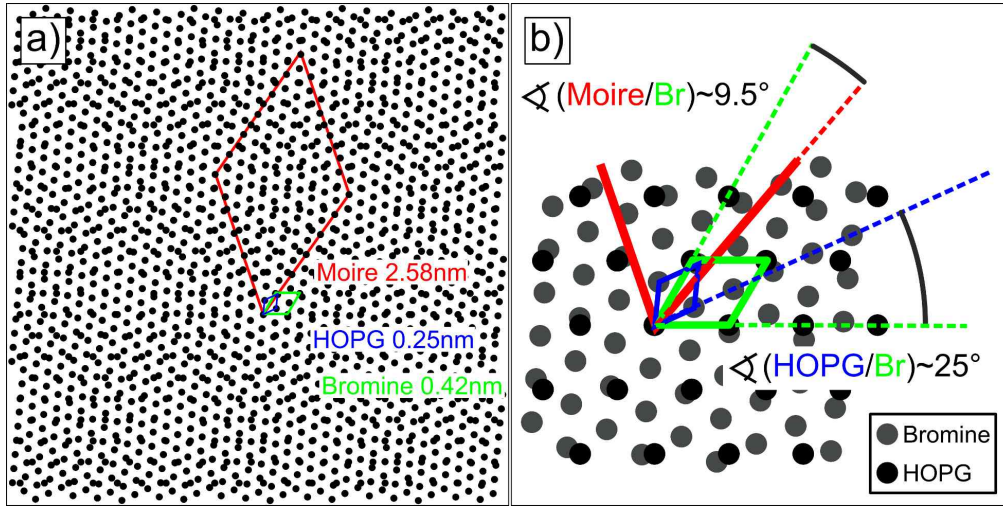 a)
Moire 2.58nm
HOPG 0.25nm
Bromine 0.42nm
b)
∢(Moire/Br)~9.5°
∢(HOPG/Br)~25°
Bromine
HOPG